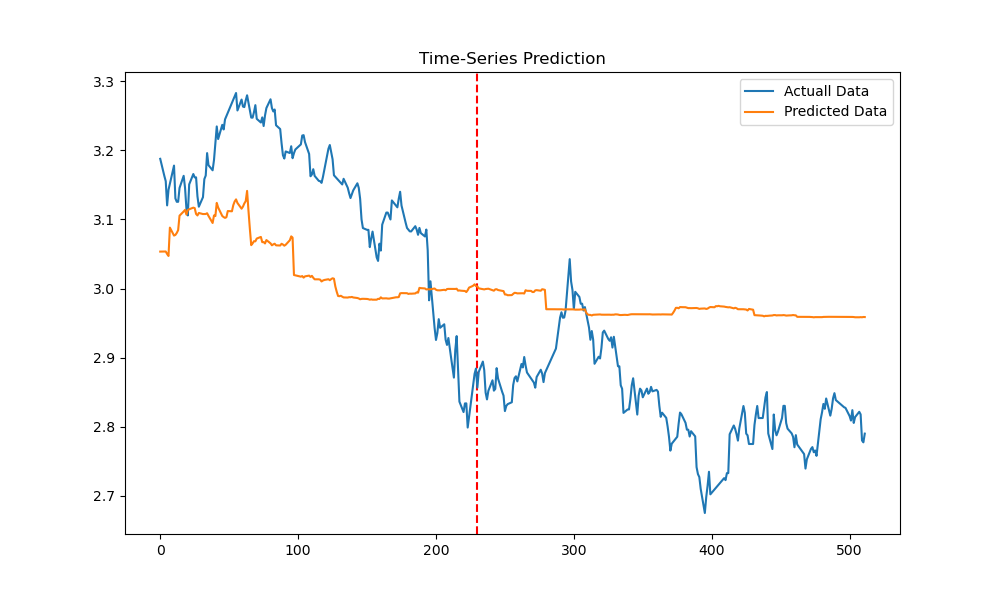 Time-Series Prediction
Actuall Data
Predicted Data
3.3
3.2
3.1
3.0
2.9
2.8
2.7
0 100 200 300 400 500